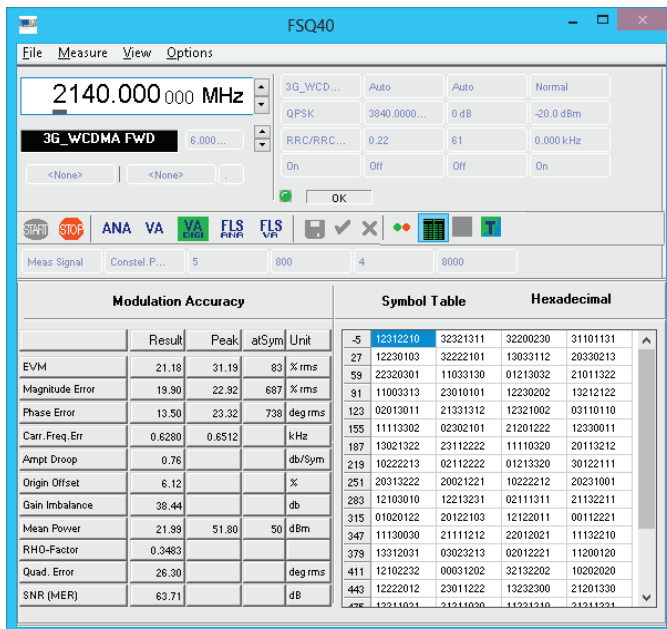 FSQ40
File Measure View Options
2140.000 000 MHz
3G_WCD... Auto Auto Normal
QPSK 3840.0000... 0 dB -20.0 dBm
3G_WCDMA FWD 6.000... RRC/RRC... 0.22 61 0.000 kHz
<None> <None> . On Off Off On
OK
START STOP ANA VA VA DIGI FLS ANA FLS VA T
Meas Signal Constel.P... 5 800 4 8000
Modulation Accuracy
Result Peak atSym Unit
EVM 21.18 31.19 83 % rms
Magnitude Error 19.90 22.92 687 % rms
Phase Error 13.50 23.32 738 deg rms
Carr.Freq.Err 0.6280 0.6512 kHz
Ampt Droop 0.76 db/Sym
Origin Offset 6.12 %
Gain Imbalance 38.44 db
Mean Power 21.99 51.80 50 dBm
RHO-Factor 0.3483
Quad. Error 26.30 deg rms
SNR (MER) 63.71 dB
Symbol Table Hexadecimal
-5 12312210 32321311 32200230 31101131
27 12230103 32222101 13033112 20330213
59 22320301 11033130 01213032 21011322
91 11003313 23010101 12230202 13212122
123 02013011 21331312 12321002 03110110
155 11113302 02302101 21201222 12330011
187 13021322 23112222 11110320 20113212
219 10222213 02112222 01213320 30122111
251 20313222 20021221 10222212 20231001
283 12103010 12213231 02111311 21132211
315 01020122 20122103 12122011 00112221
347 11130030 21111212 22012021 11132210
379 13312031 03023213 02012221 11200120
411 12102232 00031202 32132202 10202020
443 12222012 23011222 13232300 21201330